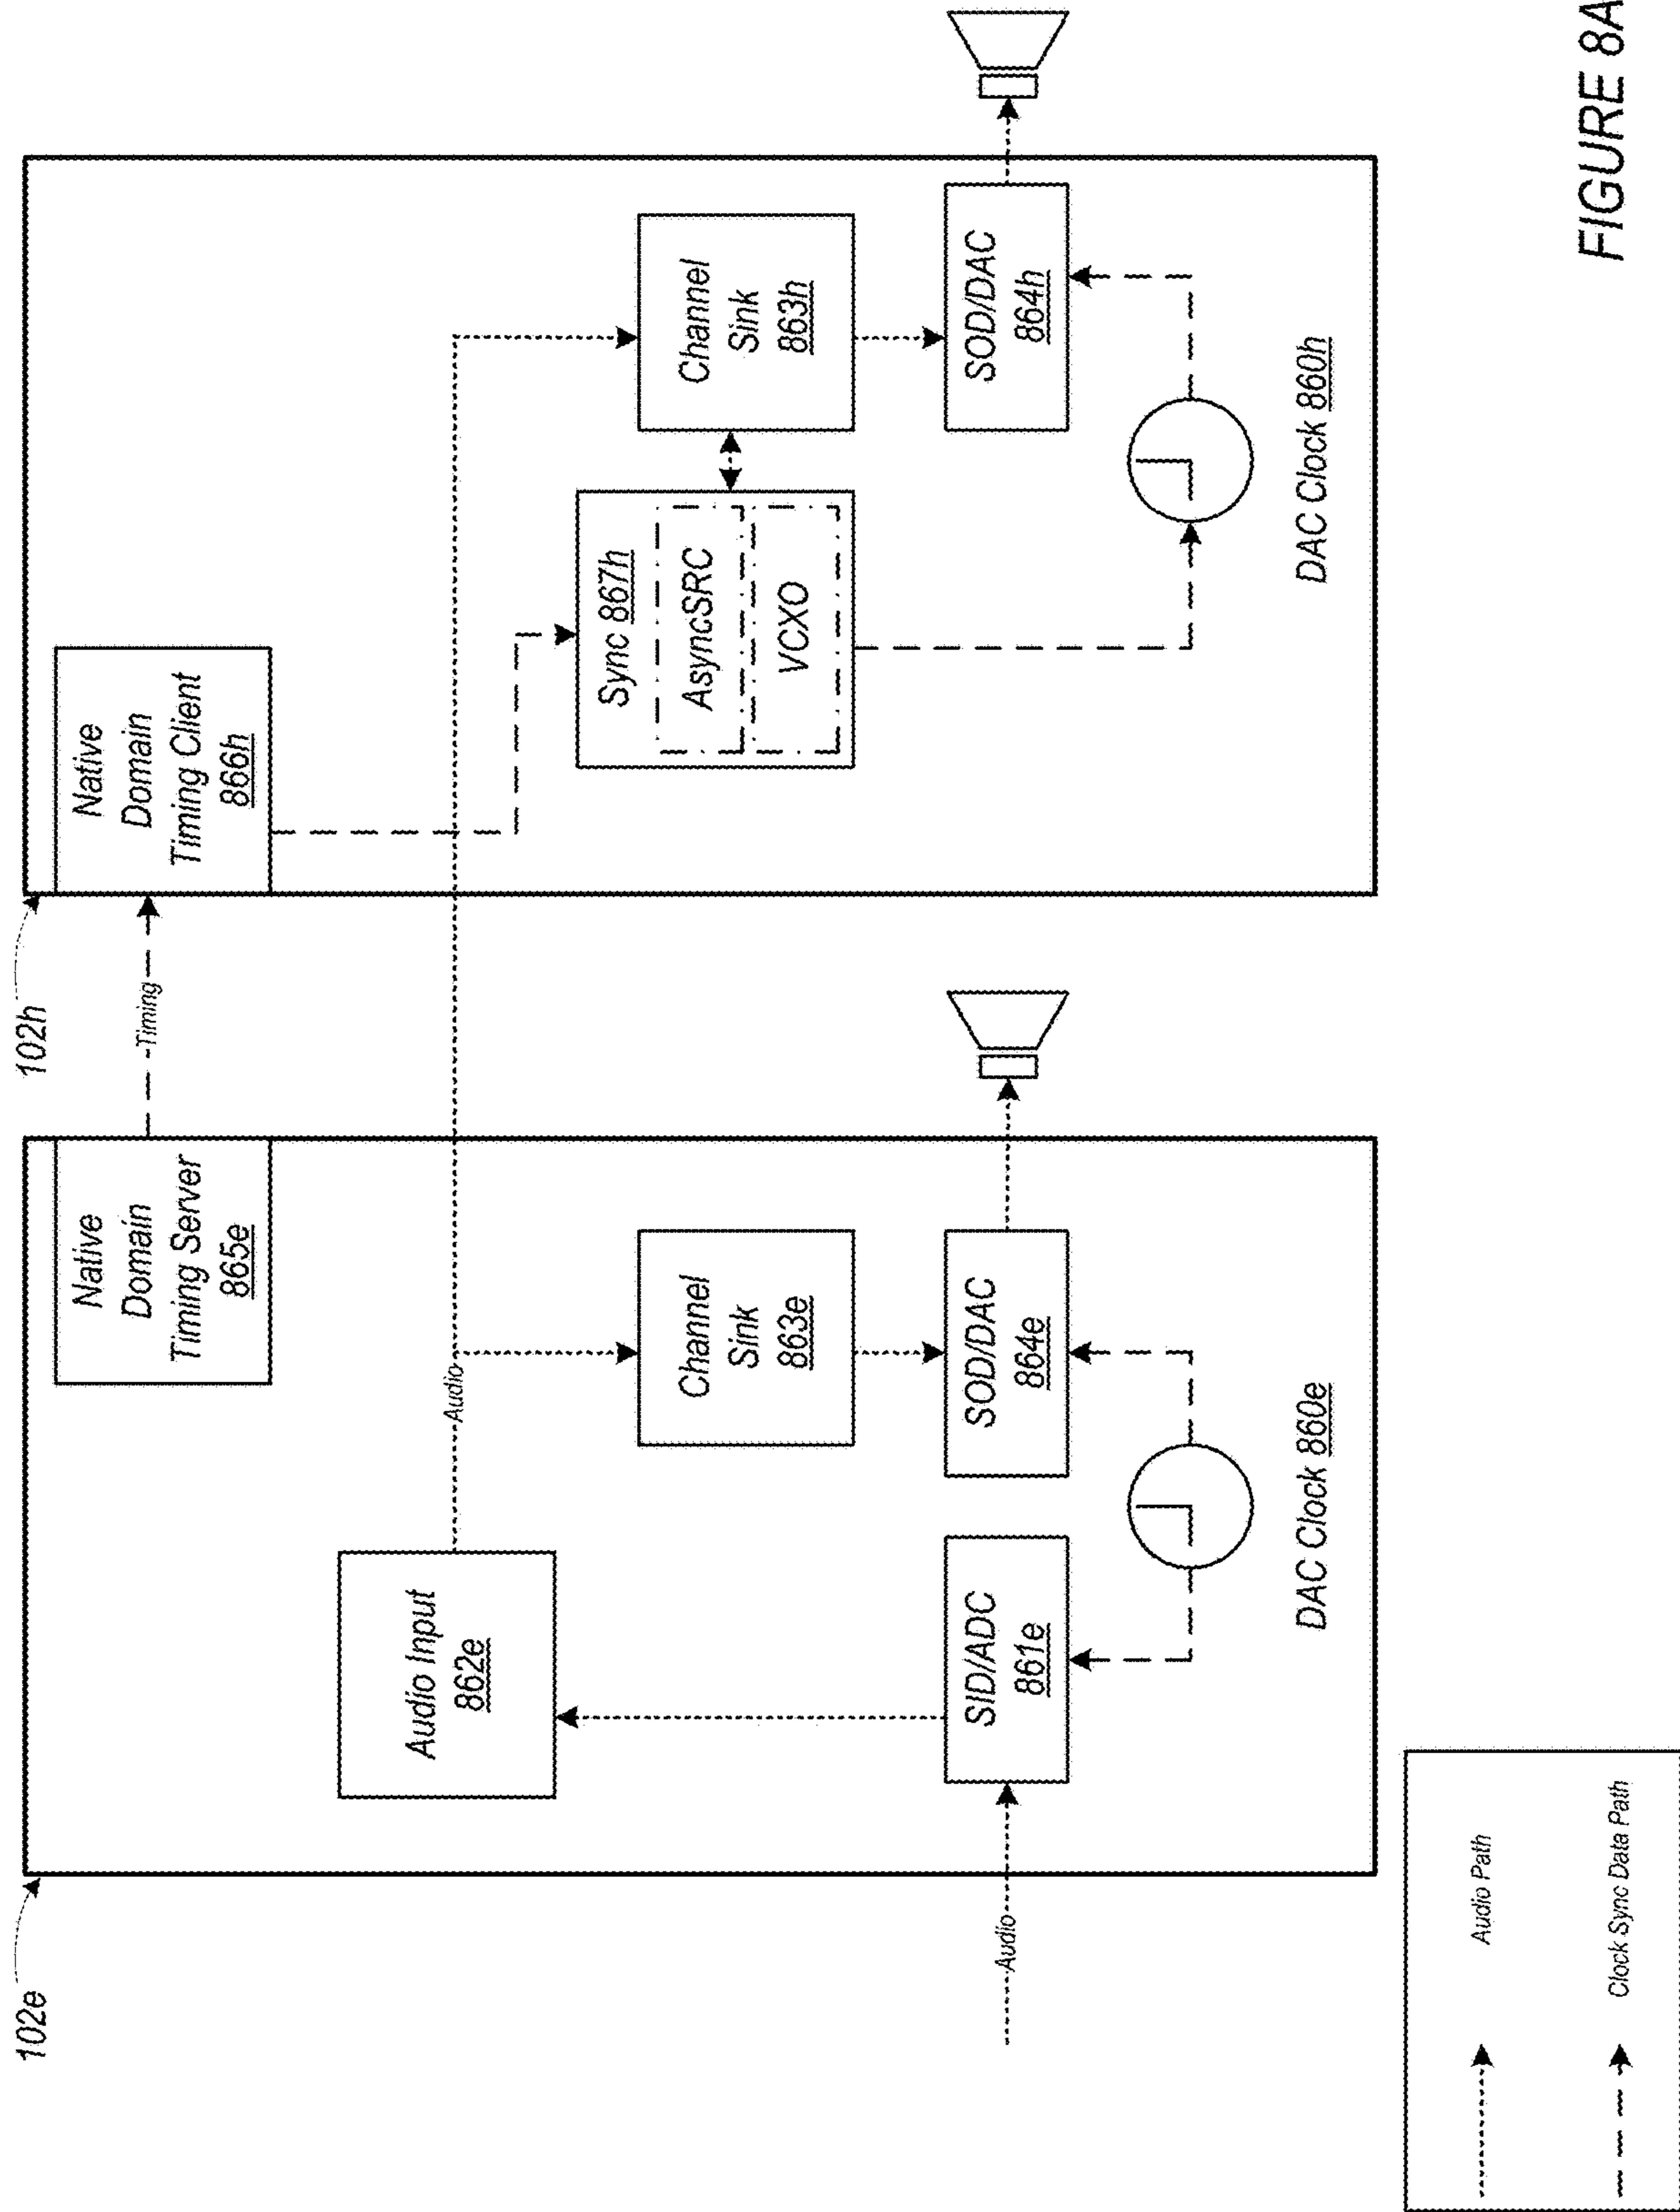 102e
102h
Native
Domain
Timing Server
865e
Timing
Native
Domain
Timing Client
866h
Audio Input
862e
Audio
Channel
Sink
863e
Sync 867h
AsyncSRC
VCXO
Channel
Sink
863h
Audio
SID/ADC
861e
SOD/DAC
864e
SOD/DAC
864h
DAC Clock 860e
DAC Clock 860h
Audio Path
Clock Sync Data Path
FIGURE 8A